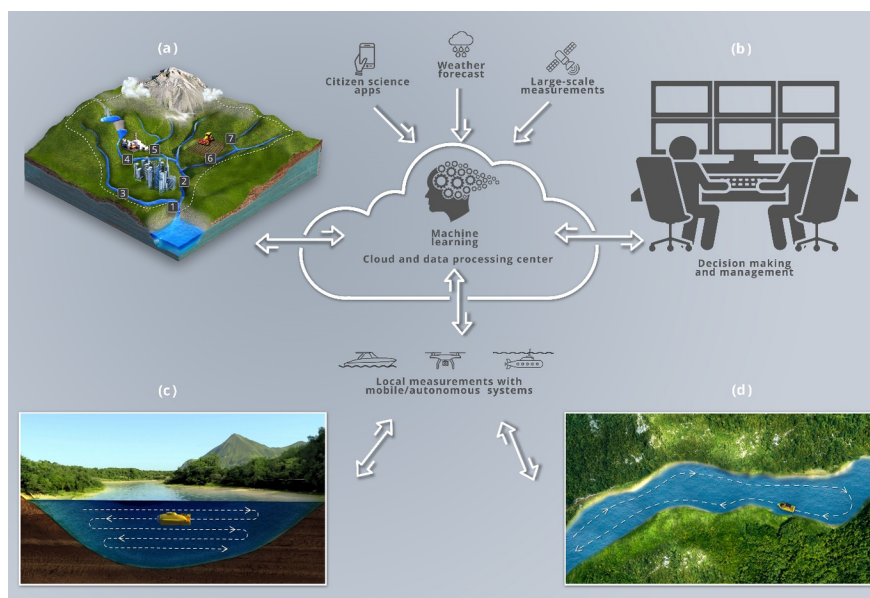 (a)
Citizen science
apps
Weather
forecast
Large-scale
measurements
(b)
7
5
4
6
2
3
1
Machine
learning
Cloud and data processing center
Decision making
and management
Local measurements with
mobile/autonomous systems
(c)
(d)